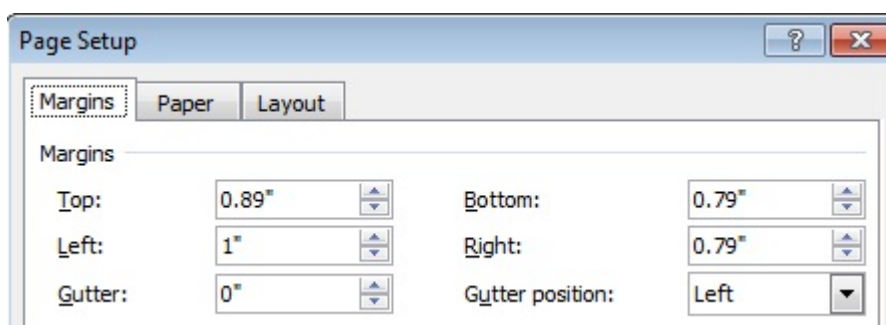 Page Setup
Margins Paper Layout
Margins
Top: 0.89" Bottom: 0.79"
Left: 1" Right: 0.79"
Gutter: 0" Gutter position: Left